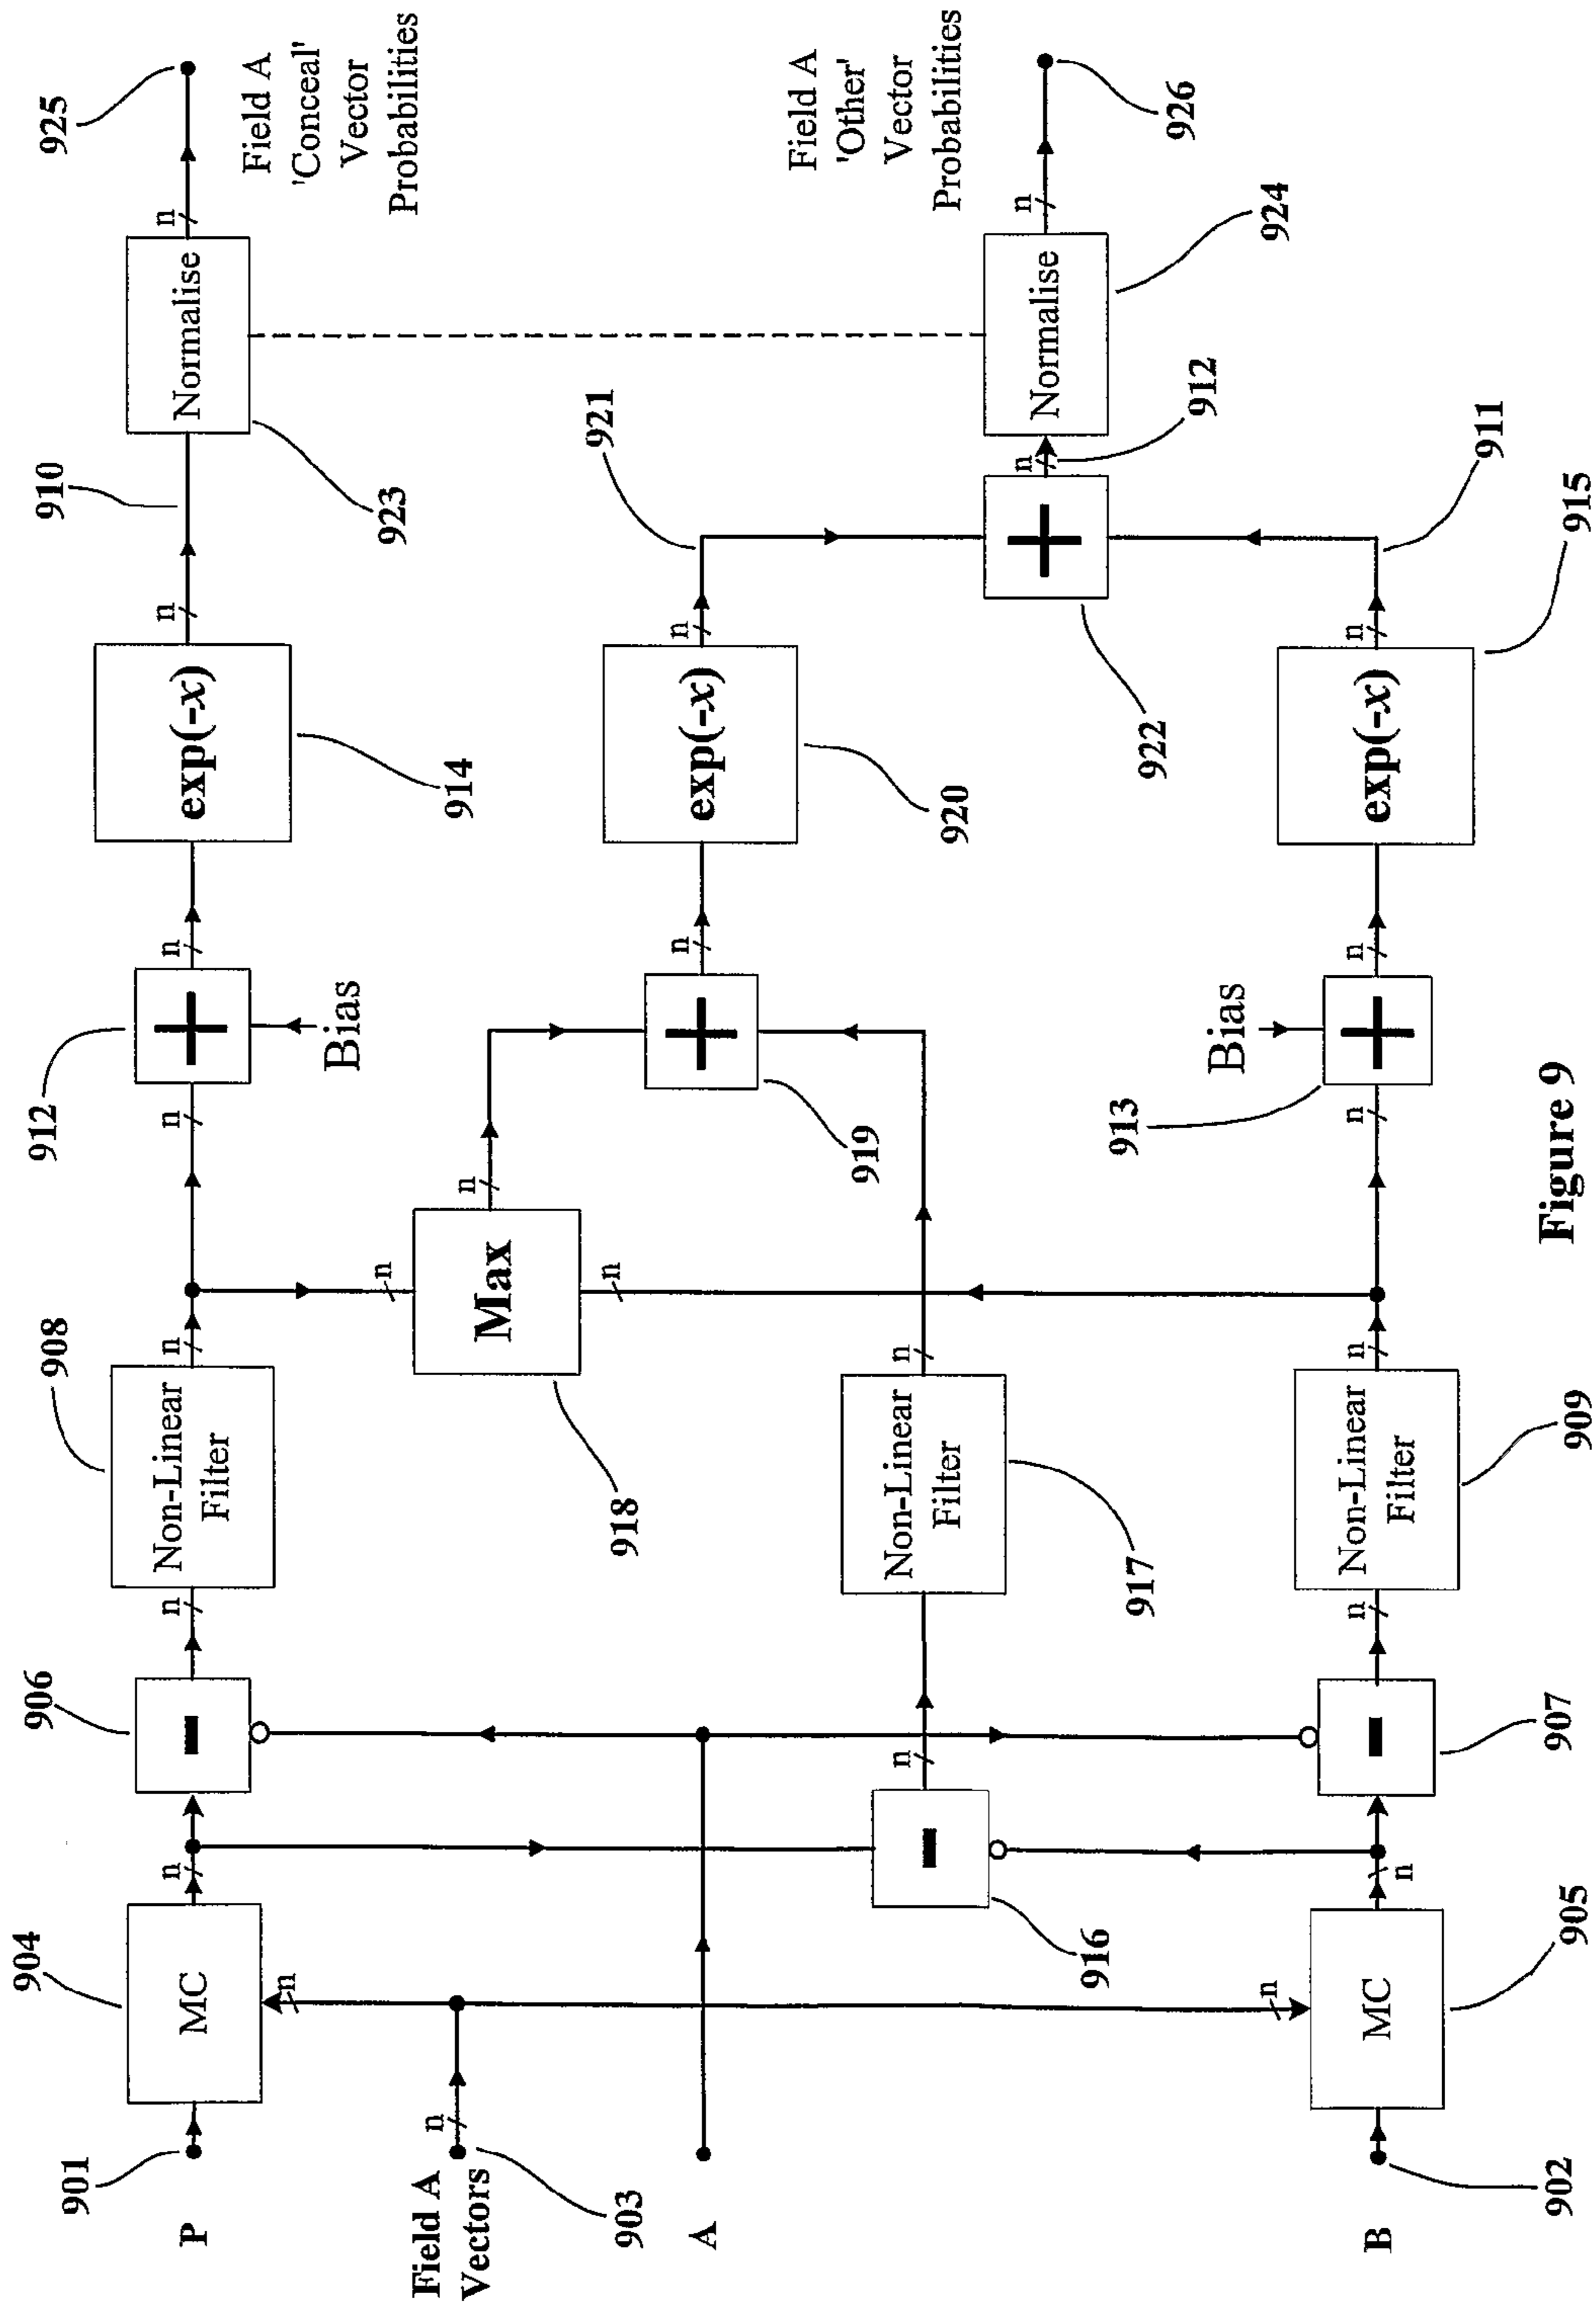 901
904
906
908
912
910
925
n
n
n
n
n
n
n
P
MC
-
Non-Linear
Filter
+
exp(-x)
Normalise
n
Bias
914
923
Field A
'Conceal'
Vector
Probabilities
n
n
n
Field A
Vectors
Max
903
918
n
921
n
n
A
+
exp(-x)
919
920
Field A
'Other'
Vector
Probabilities
n
n
-
Non-Linear
Filter
n
n
+
Normalise
916
917
922
912
926
913
Bias
924
n
n
n
n
n
n
B
MC
-
Non-Linear
Filter
+
exp(-x)
n
911
902
905
907
909
915
Figure 9